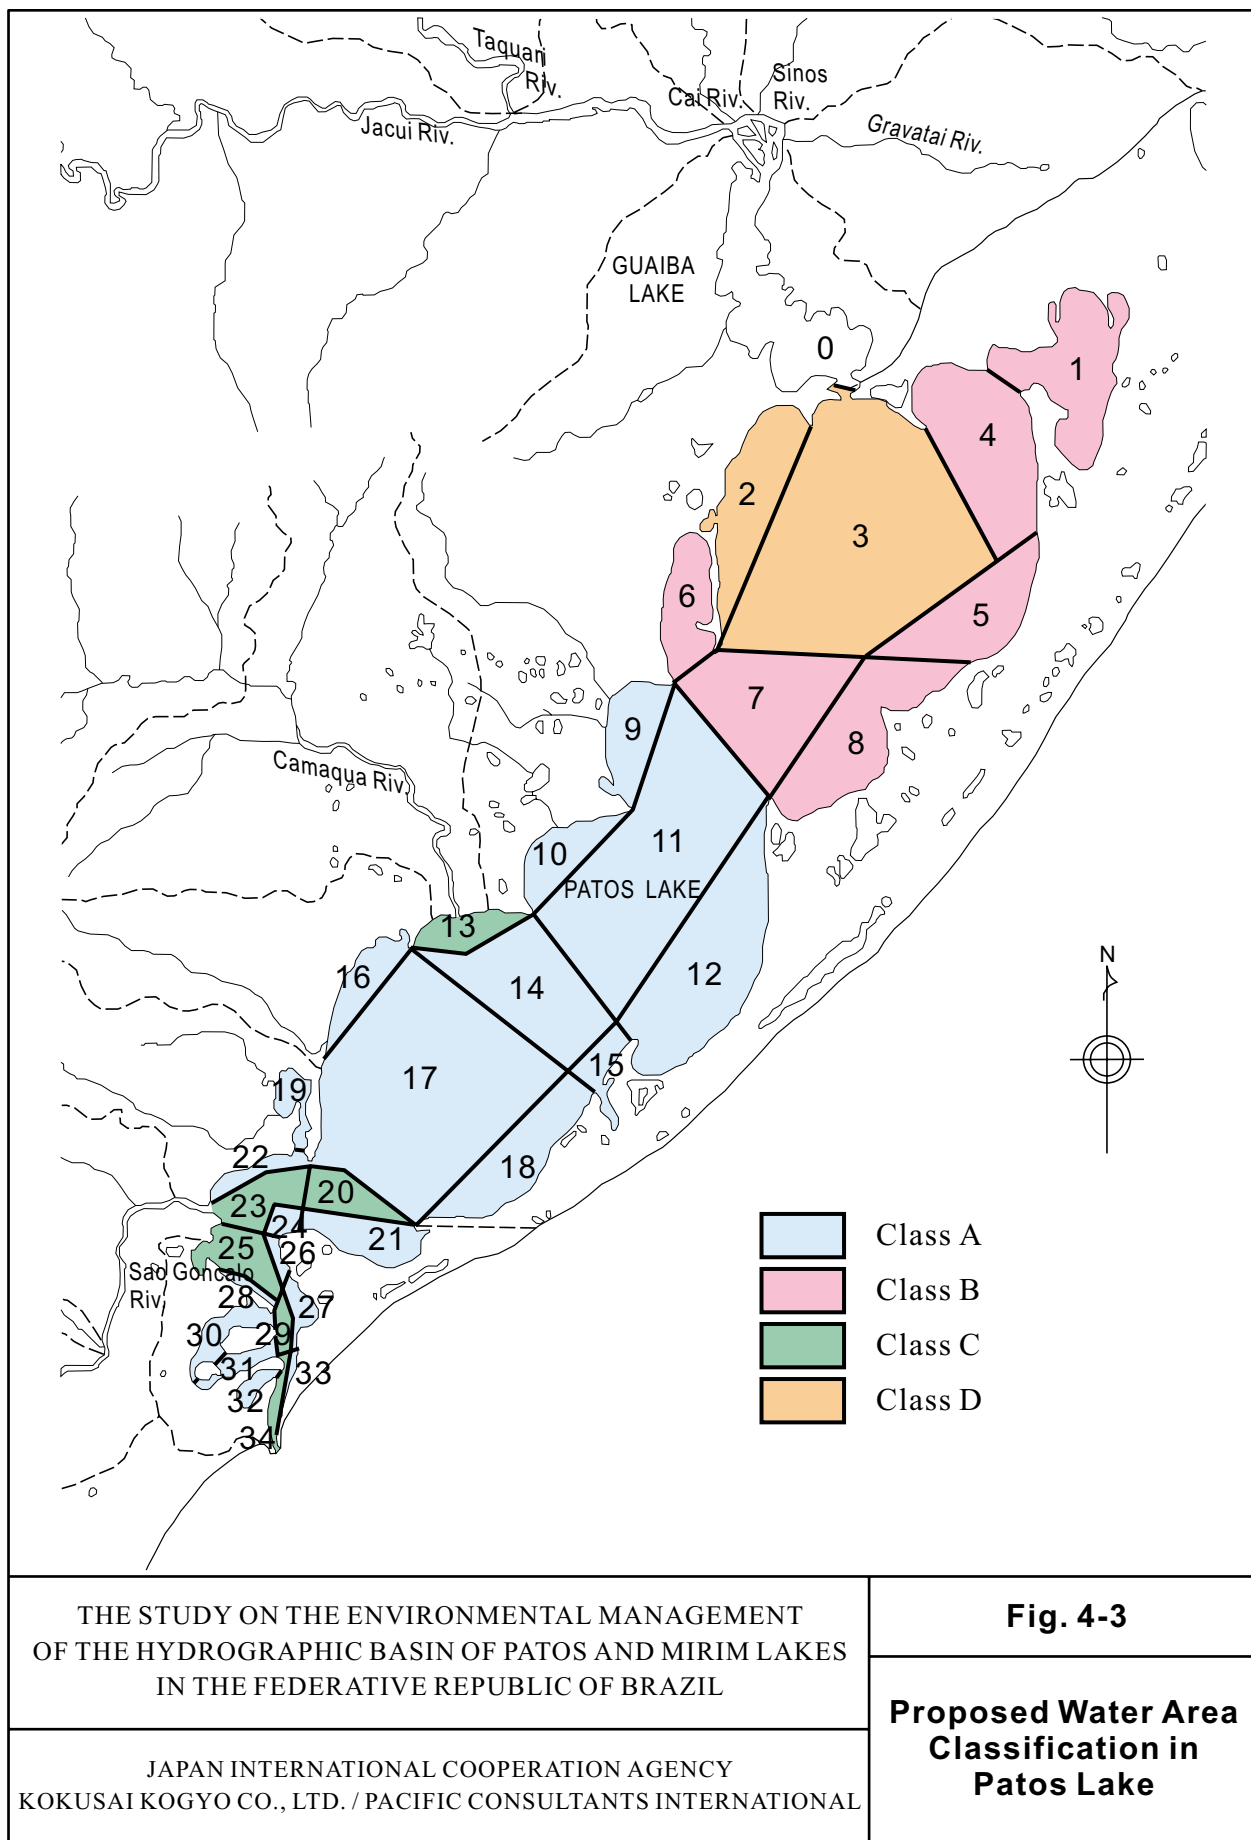 Taquari
Riv.
Sinos
Riv.
Cai Riv.
Jacui Riv.
Gravatai Riv.
GUAIBA
LAKE
0
1
4
2
3
6
5
7
9
8
11
10
PATOS LAKE
Camaqua Riv.
13
12
16
14
N
17
15
19
22
18
20
23
24
21
25
26
Sao Goncalo
Riv.
28
27
30
29
31
33
32
34
Class A
Class B
Class C
Class D
THE STUDY ON THE ENVIRONMENTAL MANAGEMENT
OF THE HYDROGRAPHIC BASIN OF PATOS AND MIRIM LAKES
IN THE FEDERATIVE REPUBLIC OF BRAZIL
JAPAN INTERNATIONAL COOPERATION AGENCY
KOKUSAI KOGYO CO., LTD. / PACIFIC CONSULTANTS INTERNATIONAL
Fig. 4-3
Proposed Water Area
Classification in
Patos Lake